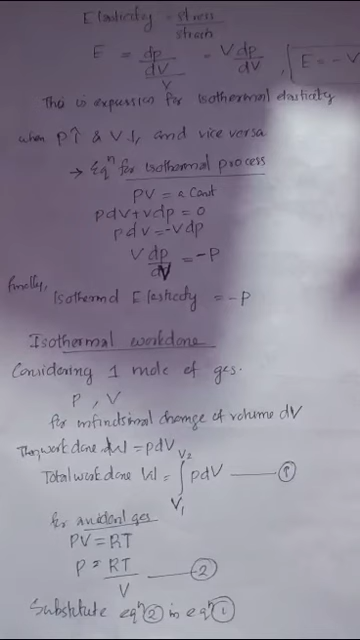 Elasticity = stress / strain
E = dp / dV/V = Vdp / dV , E = - V
This is expression for isothermal elasticity
when P↑ & V↓, and vice versa
→ Eqⁿ for isothermal process
PV = a const
pdv + vdp = 0
pdv = -Vdp
V dp/dV = -P
Finally,
Isothermal Elasticity = -P
Isothermal workdone
Considering 1 mole of gas.
P, V
for infinitesimal change of volume dV
Then, work done dW = pdV
Total work done W = ∫ V₁ V₂ pdV —— ①
for an ideal gas
PV = RT
P = RT / V —— ②
Substitute eqⁿ ② in eqⁿ ①